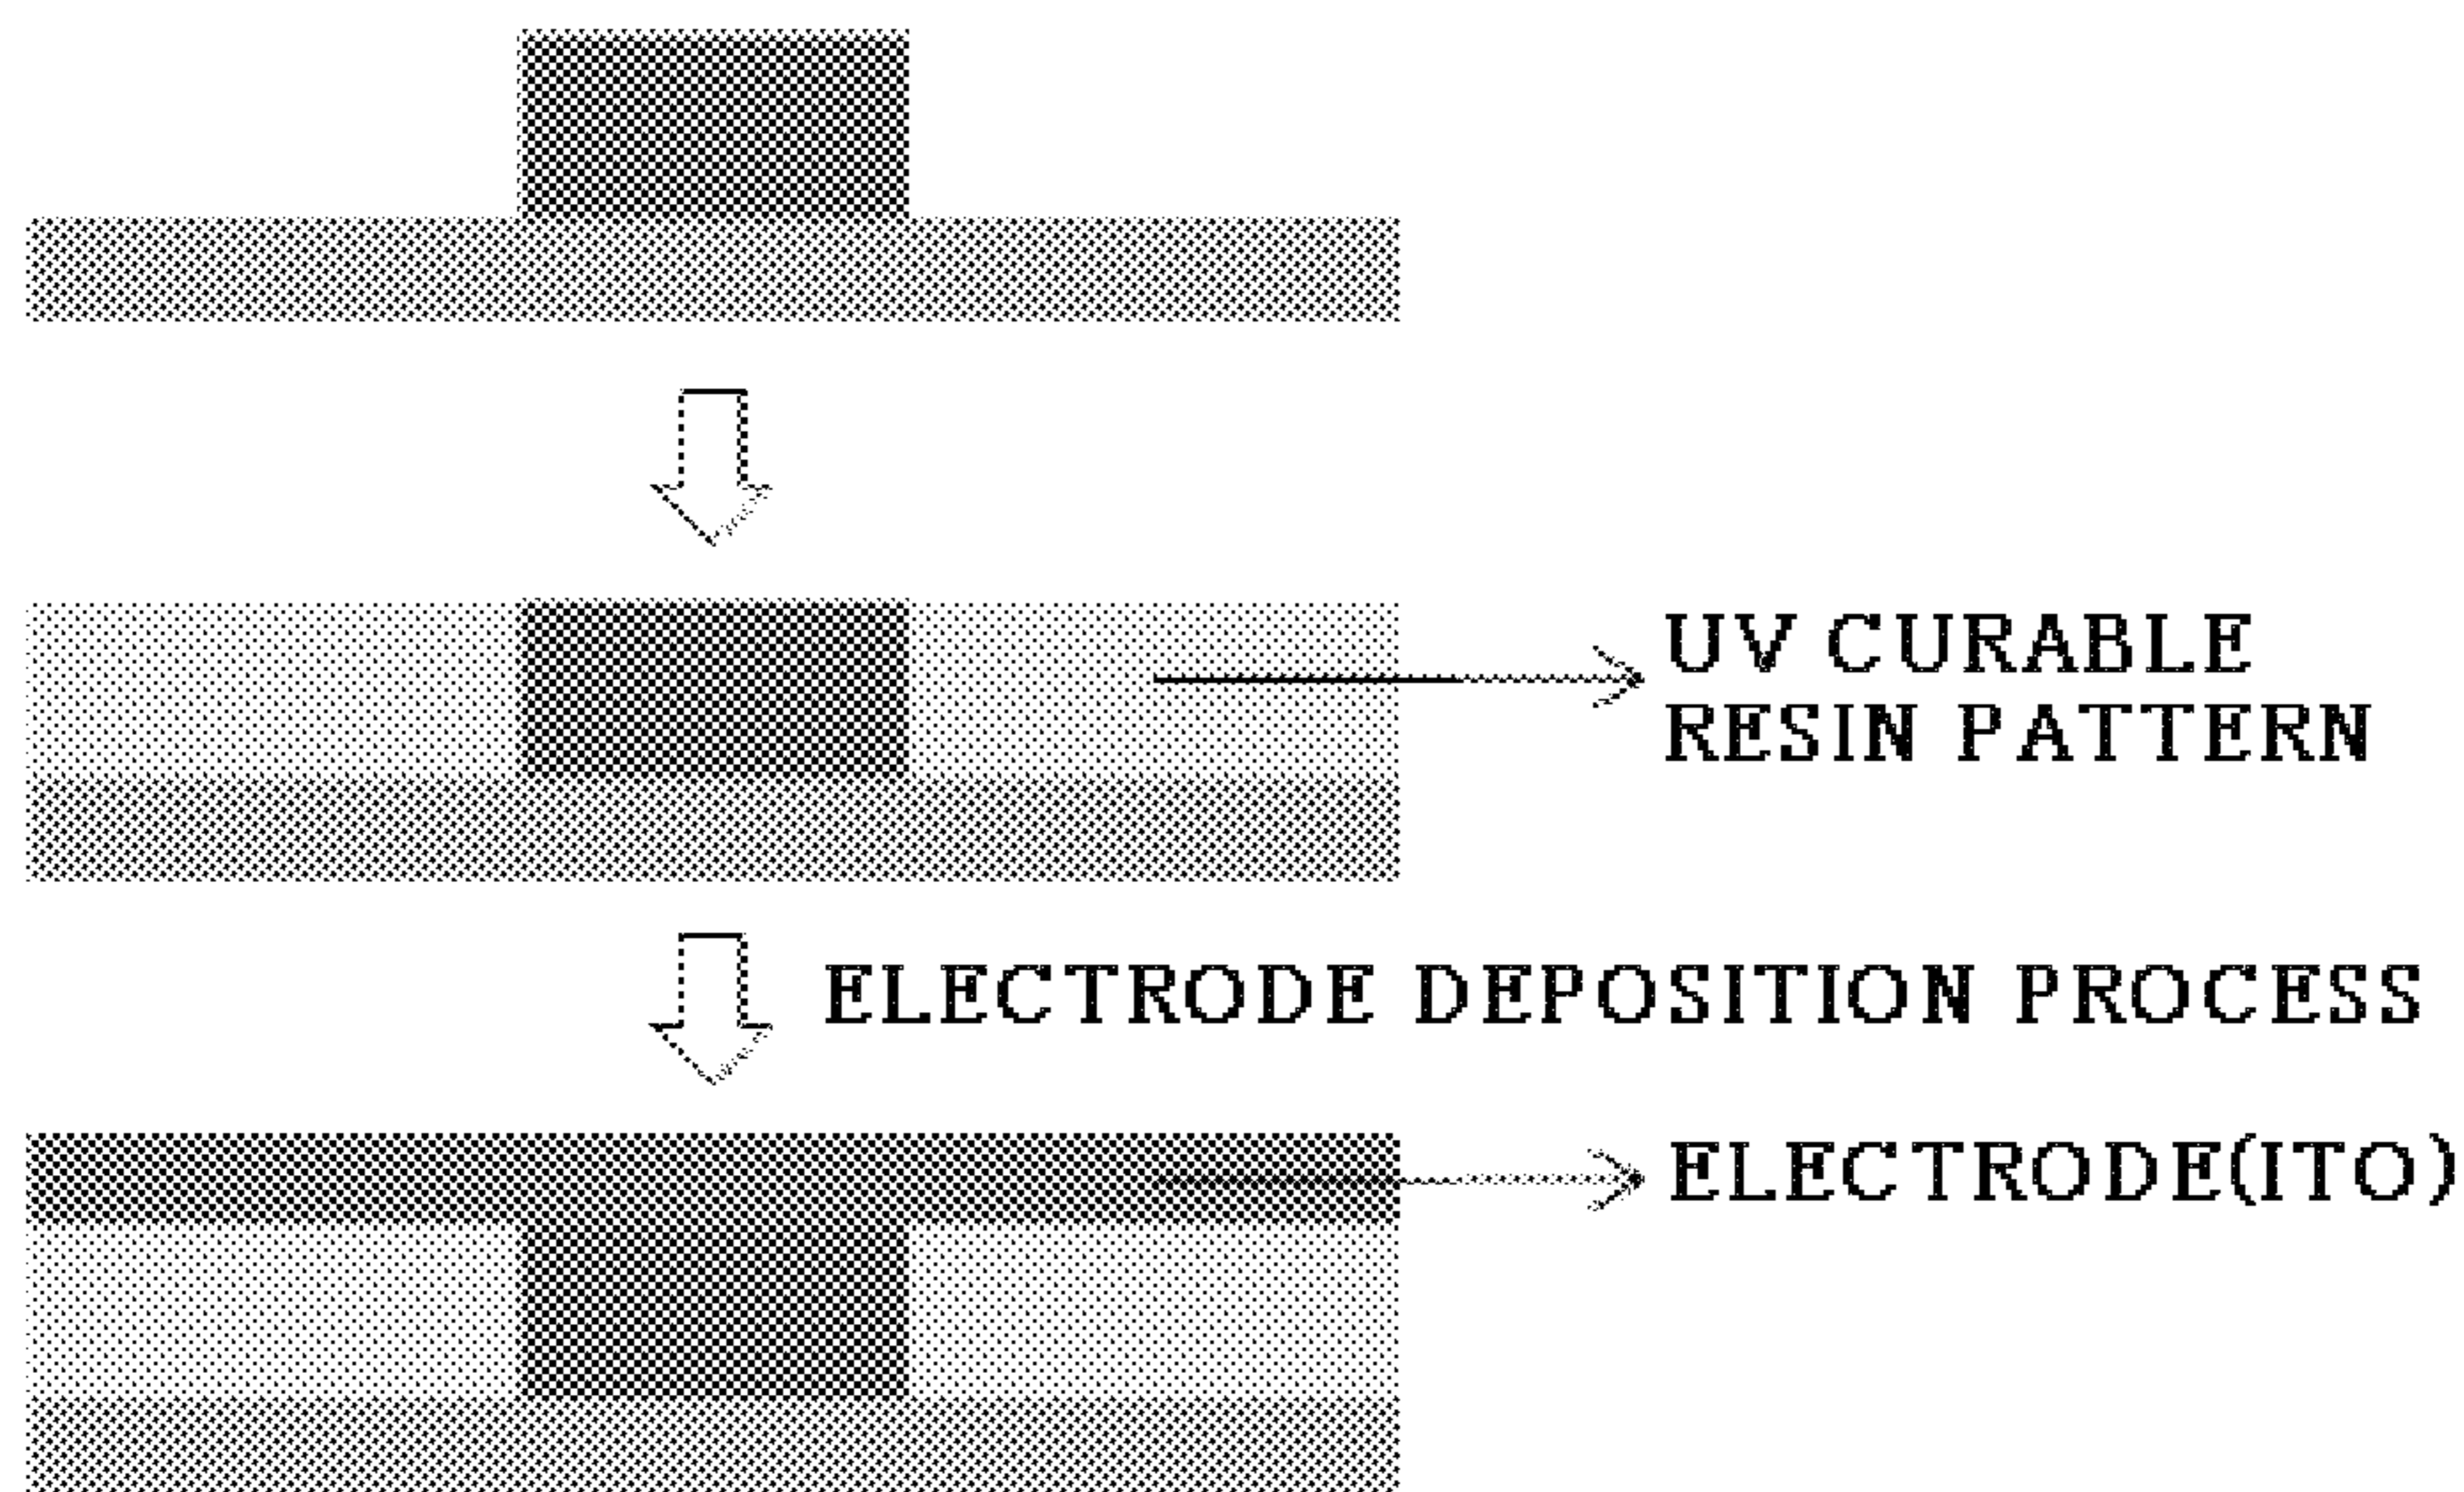 UV CURABLE
RESIN PATTERN
ELECTRODE DEPOSITION PROCESS
ELECTRODE(ITO)